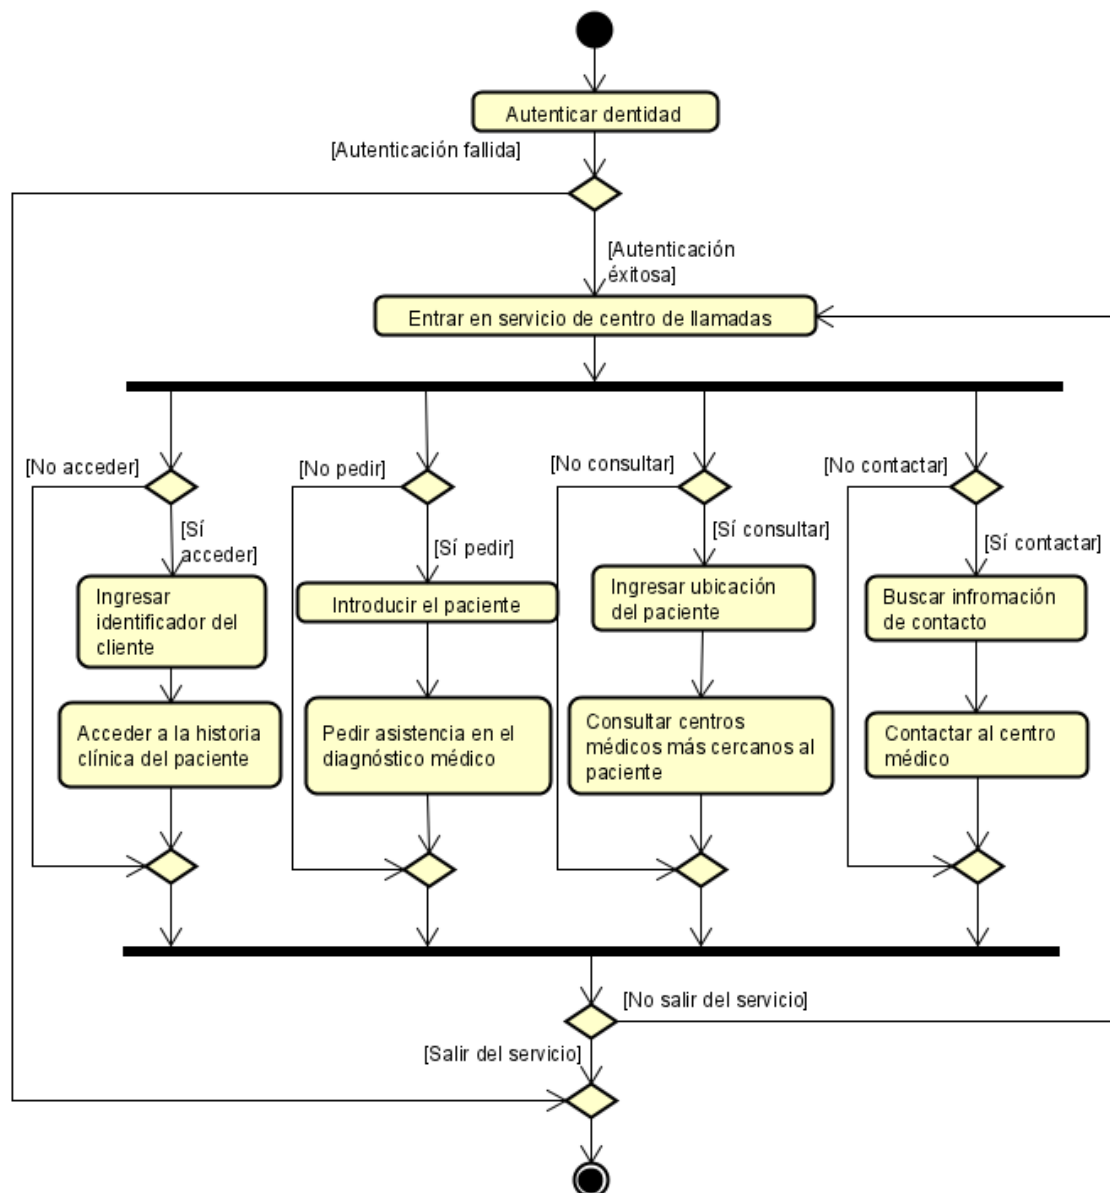 Autenticar dentidad
[Autenticación fallida]
[Autenticación
éxitosa]
Entrar en servicio de centro de llamadas
[No acceder]
[No pedir]
[No consultar]
[No contactar]
[Sí
acceder]
[Sí pedir]
[Sí consultar]
[Sí contactar]
Ingresar
identificador del
cliente
Introducir el paciente
Ingresar ubicación
del paciente
Buscar infromación
de contacto
Acceder a la historia
clínica del paciente
Pedir asistencia en el
diagnóstico médico
Consultar centros
médicos más cercanos al
paciente
Contactar al centro
médico
[No salir del servicio]
[Salir del servicio]